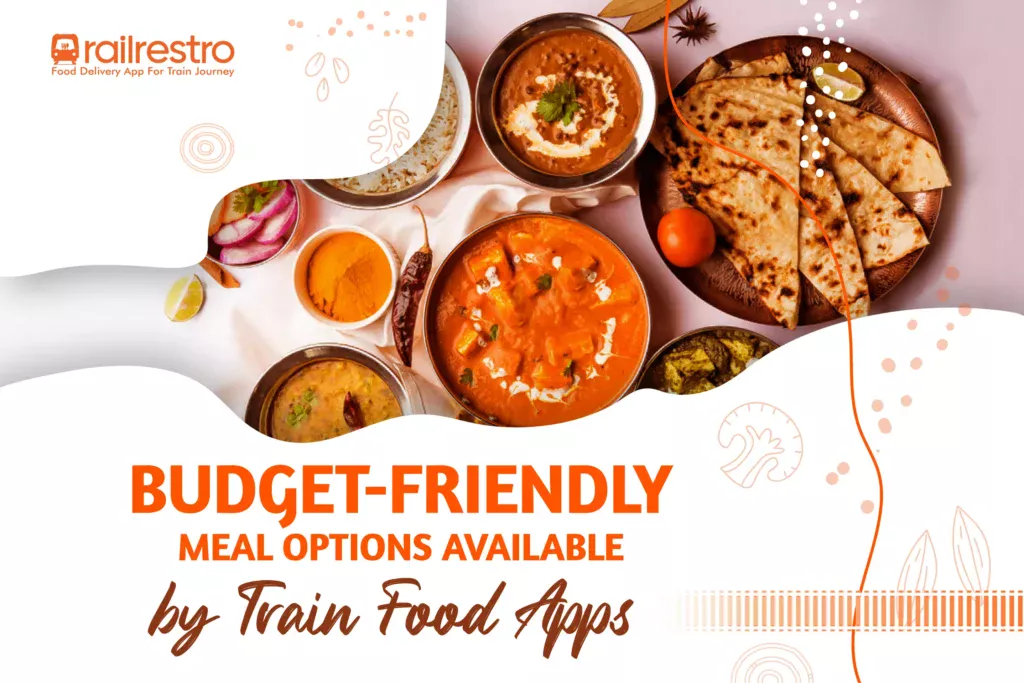 railrestro
Food Delivery App For Train Journey
BUDGET-FRIENDLY
MEAL OPTIONS AVAILABLE
by Train Food Apps